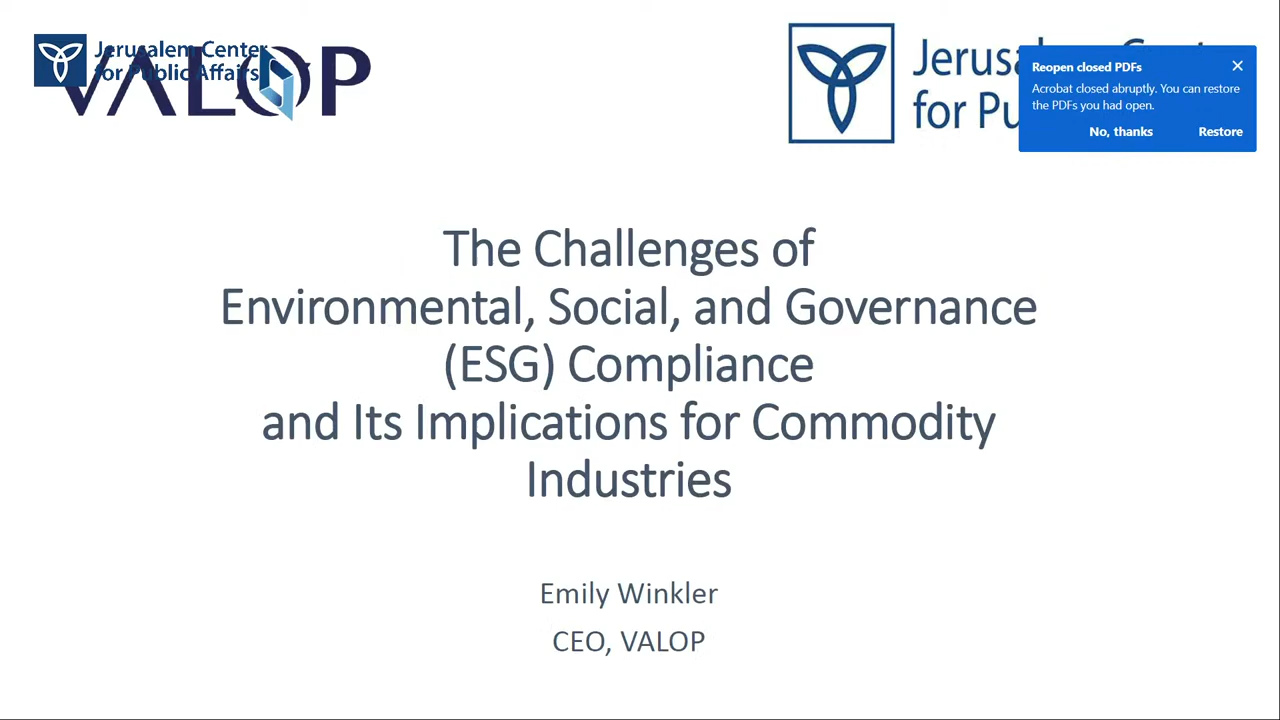 Jerusalem Center
for Public Affairs
VALOP
Jerusalem Center
for Pu
Reopen closed PDFs
Acrobat closed abruptly. You can restore
the PDFs you had open.
No, thanks Restore
The Challenges of
Environmental, Social, and Governance
(ESG) Compliance
and Its Implications for Commodity
Industries
Emily Winkler
CEO, VALOP